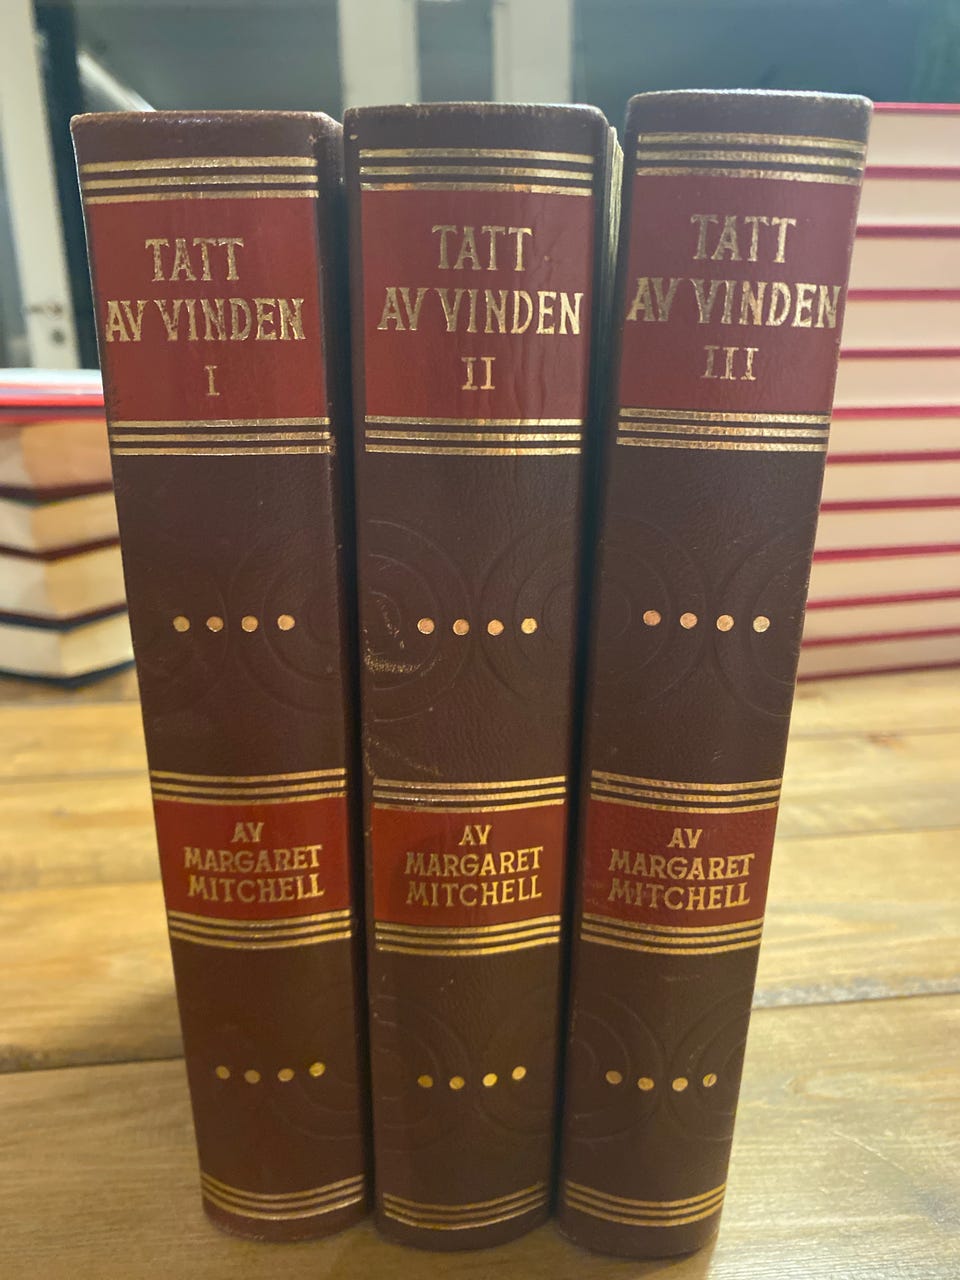 TATT
AV VINDEN
I
AV
MARGARET
MITCHELL
TATT
AV VINDEN
II
AV
MARGARET
MITCHELL
TATT
AV VINDEN
III
AV
MARGARET
MITCHELL